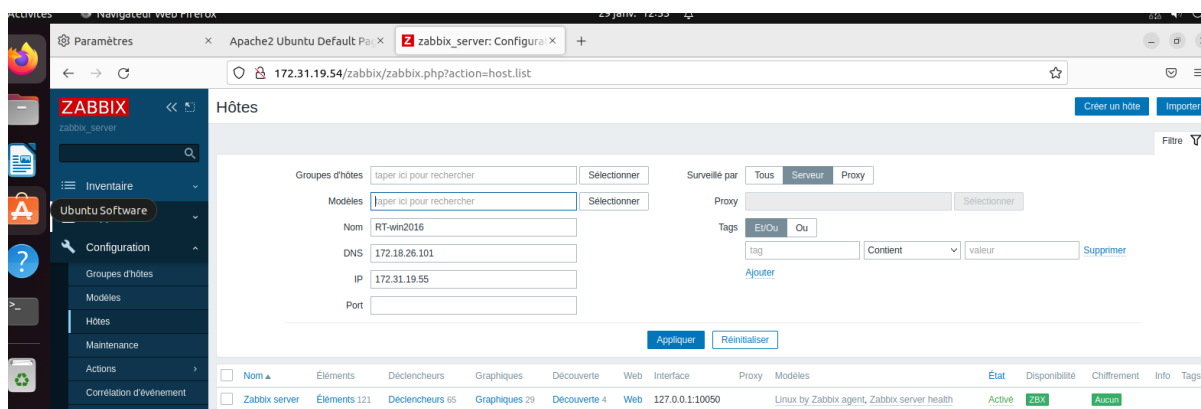 Activités Navigateur Web Firefox 29 janv. 12:33
Paramètres × Apache2 Ubuntu Default Pa × Z zabbix_server: Configurat × +
172.31.19.54/zabbix/zabbix.php?action=host.list
ZABBIX Hôtes Créer un hôte Importer
zabbix_server
Filtre
Groupes d'hôtes taper ici pour rechercher Sélectionner Surveillé par Tous Serveur Proxy
Inventaire
Modèles taper ici pour rechercher Sélectionner Proxy Sélectionner
Ubuntu Software
Nom RT-win2016 Tags Et/Ou Ou
Configuration
DNS 172.18.26.101 tag Contient valeur Supprimer
Groupes d'hôtes
IP 172.31.19.55 Ajouter
Modèles
Port
Hôtes
Maintenance Appliquer Réinitialiser
Actions
Nom Éléments Déclencheurs Graphiques Découverte Web Interface Proxy Modèles État Disponibilité Chiffrement Info Tags
Corrélation d'événement
Zabbix server Éléments 121 Déclencheurs 65 Graphiques 29 Découverte 4 Web 127.0.0.1:10050 Linux by Zabbix agent, Zabbix server health Activé ZBX Aucun